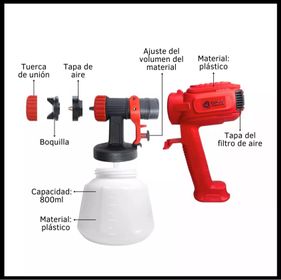 Tuerca
de unión
Tapa de
aire
Ajuste del
volumen del
material
Material:
plástico
Boquilla
Tapa del
filtro de aire
Capacidad:
800ml
Material:
plástico